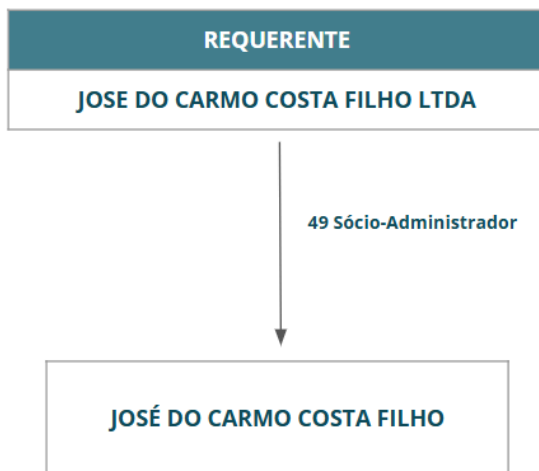 REQUERENTE
JOSE DO CARMO COSTA FILHO LTDA
49 Sócio-Administrador
JOSÉ DO CARMO COSTA FILHO